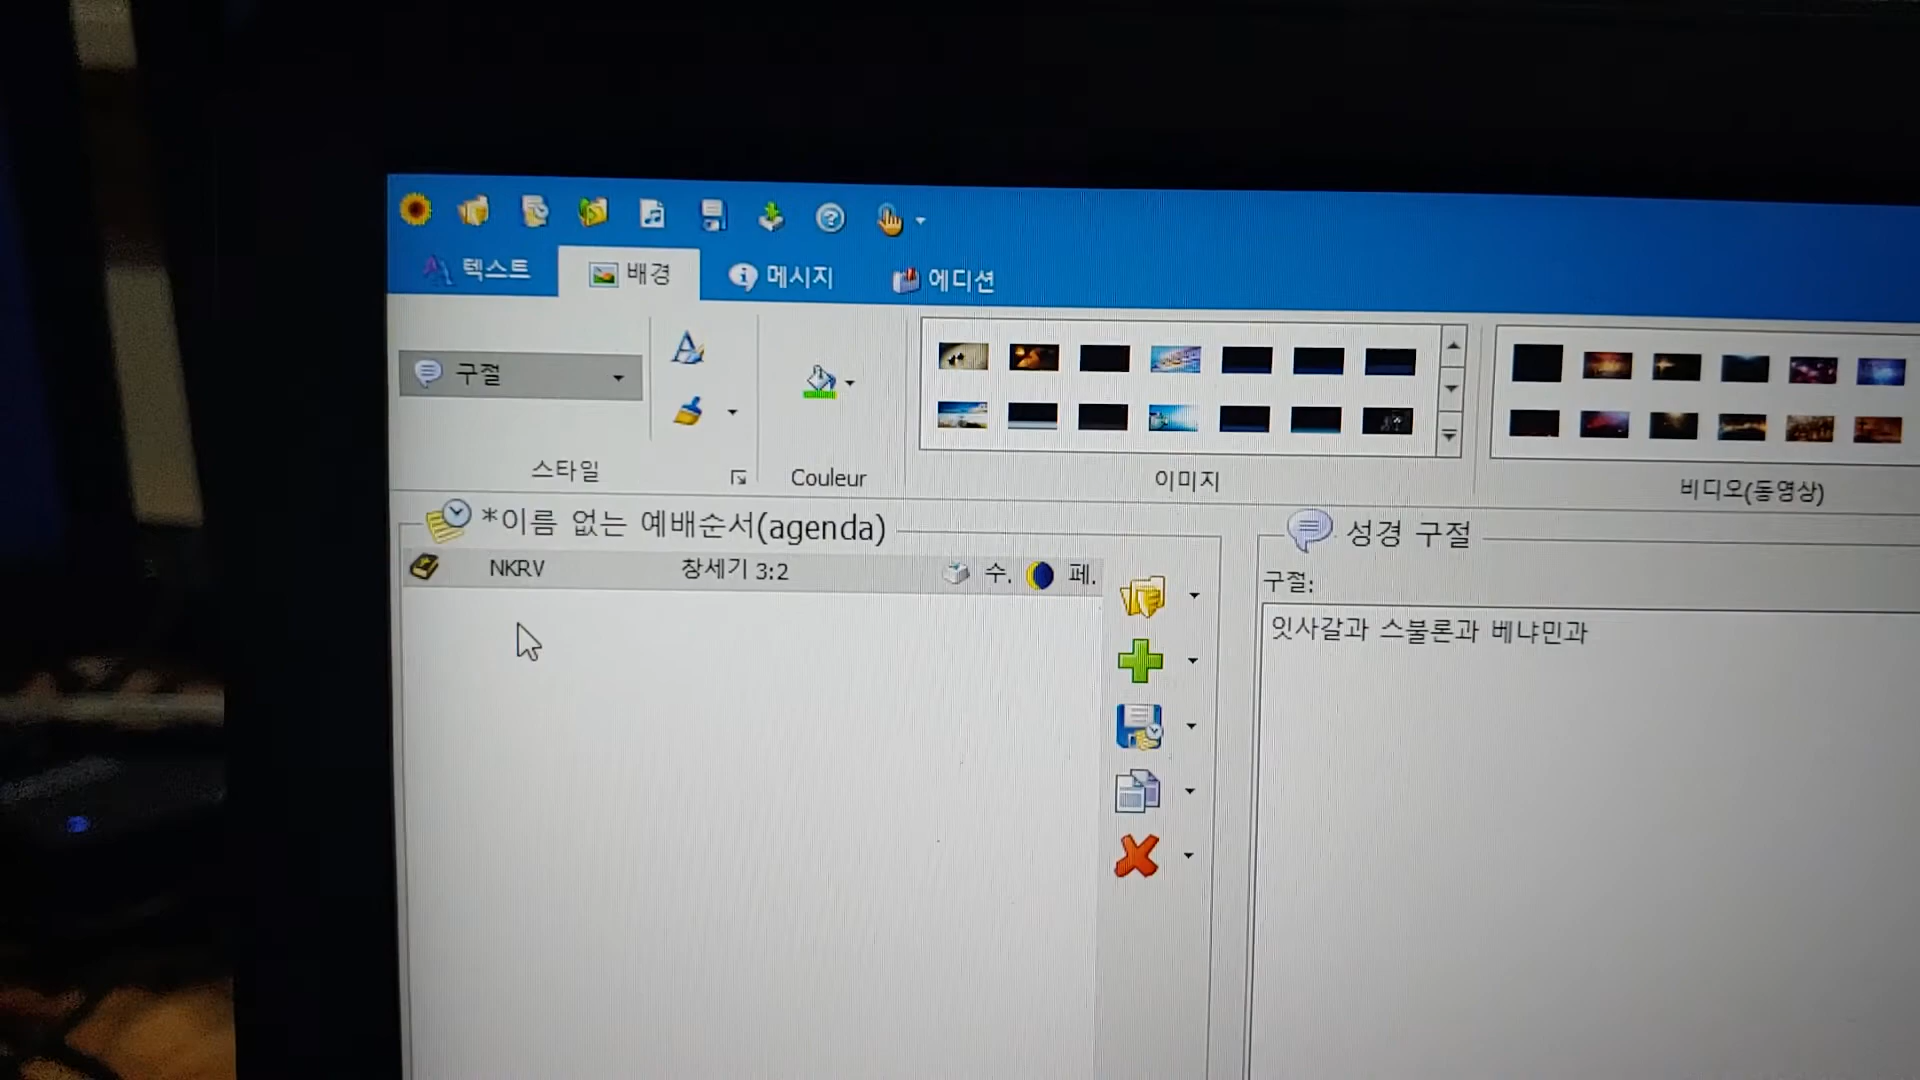 텍스트 배경 메시지 에디션
구절
스타일 Couleur 이미지 비디오(동영상)
*이름 없는 예배순서(agenda)
NKRV 창세기 3:2 수. 페.
성경 구절
구절:
잇사갈과 스불론과 베냐민과